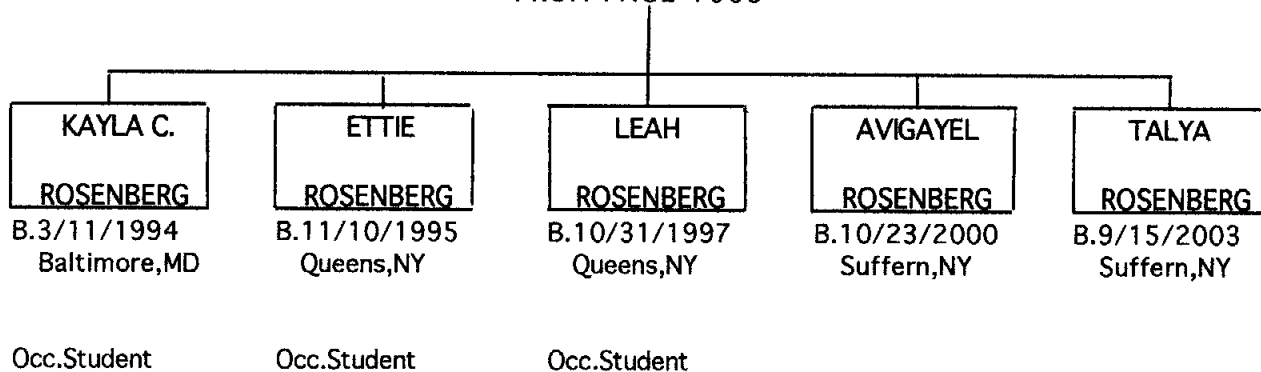 KAYLA C.
ROSENBERG
B.3/11/1994
Baltimore,MD
Occ.Student
ETTIE
ROSENBERG
B.11/10/1995
Queens,NY
Occ.Student
LEAH
ROSENBERG
B.10/31/1997
Queens,NY
Occ.Student
AVIGAYEL
ROSENBERG
B.10/23/2000
Suffern,NY
TALYA
ROSENBERG
B.9/15/2003
Suffern,NY